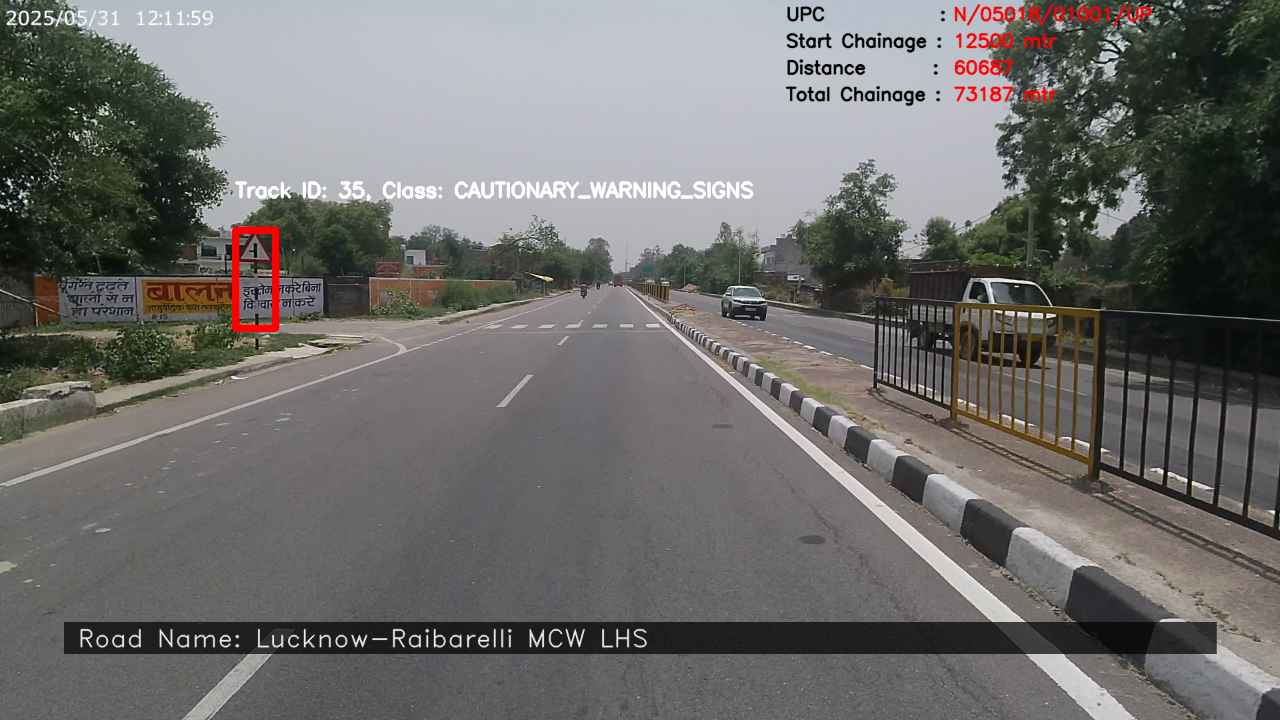 2025/05/31 12:11:59
UPC : N/05018/01001/UP
Start Chainage : 12500 mtr
Distance : 60687
Total Chainage : 73187 mtr
Track ID: 35, Class: CAUTIONARY_WARNING_SIGNS
Road Name: Lucknow-Raibarelli MCW LHS